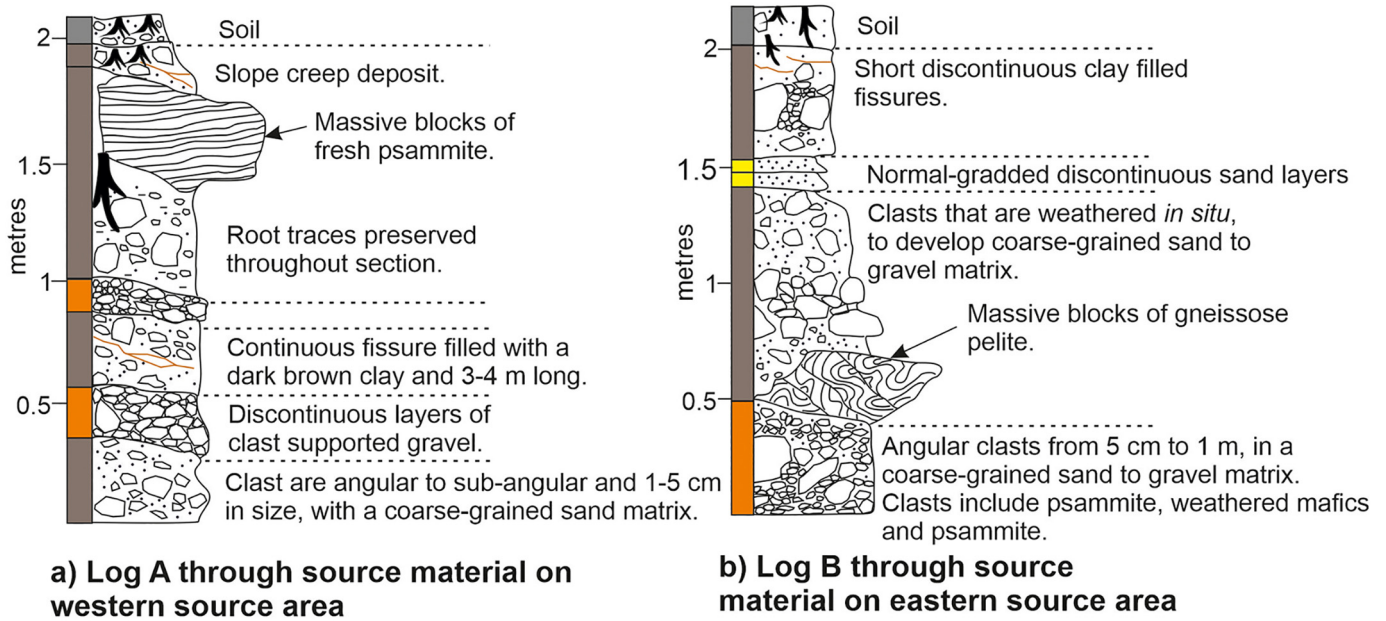 Soil
2
Slope creep deposit.
Massive blocks of
fresh psammite.
1.5
metres
Root traces preserved
throughout section.
1
Continuous fissure filled with a
dark brown clay and 3-4 m long.
0.5
Discontinuous layers of
clast supported gravel.
Clast are angular to sub-angular and 1-5 cm
in size, with a coarse-grained sand matrix.
a) Log A through source material on
western source area
Soil
2
Short discontinuous clay filled
fissures.
1.5
Normal-gradded discontinuous sand layers
Clasts that are weathered in situ,
to develop coarse-grained sand to
gravel matrix.
metres
1
Massive blocks of gneissose
pelite.
0.5
Angular clasts from 5 cm to 1 m, in a
coarse-grained sand to gravel matrix.
Clasts include psammite, weathered mafics
and psammite.
b) Log B through source
material on eastern source area